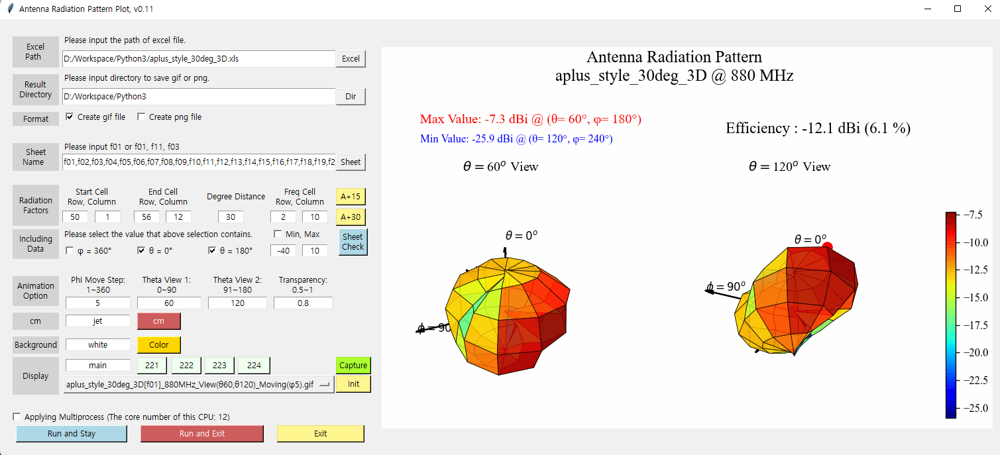 Antenna Radiation Pattern Plot, v0.11
Excel
Path
Please input the path of excel file.
D:/Workspace/Python3/aplus_style_30deg_3D.xls
Excel
Result
Directory
Please input directory to save gif or png.
D:/Workspace/Python3
Dir
Format
Create gif file
Create png file
Sheet
Name
Please input f01 or f01, f11, f03
f01,f02,f03,f04,f05,f06,f07,f08,f09,f10,f11,f12,f13,f14,f15,f16,f17,f18,f19,f2
Sheet
Radiation
Factors
Start Cell
Row, Column
50 1
End Cell
Row, Column
56 12
Degree Distance
30
Freq Cell
Row, Column
2 10
A+15
A+30
Including
Data
Please select the value that above selection contains.
φ = 360°
θ = 0°
θ = 180°
Min, Max
-40 10
Sheet
Check
Animation
Option
Phi Move Step:
1~360
5
Theta View 1:
0~90
60
Theta View 2:
91~180
120
Transparency:
0.5~1
0.8
cm
jet
cm
Background
white
Color
Display
main
221
222
223
224
Capture
aplus_style_30deg_3D[f01]_880MHz_View(θ60,θ120)_Moving(φ5).gif
Init
Applying Multiprocess (The core number of this CPU: 12)
Run and Stay
Run and Exit
Exit
Antenna Radiation Pattern
aplus_style_30deg_3D @ 880 MHz
Max Value: -7.3 dBi @ (θ= 60°, φ= 180°)
Min Value: -25.9 dBi @ (θ= 120°, φ= 240°)
Efficiency : -12.1 dBi (6.1 %)
θ = 60° View
θ = 0°
ϕ = 90
θ = 120° View
θ = 0°
ϕ = 90°
−7.5
−10.0
−12.5
−15.0
−17.5
−20.0
−22.5
−25.0